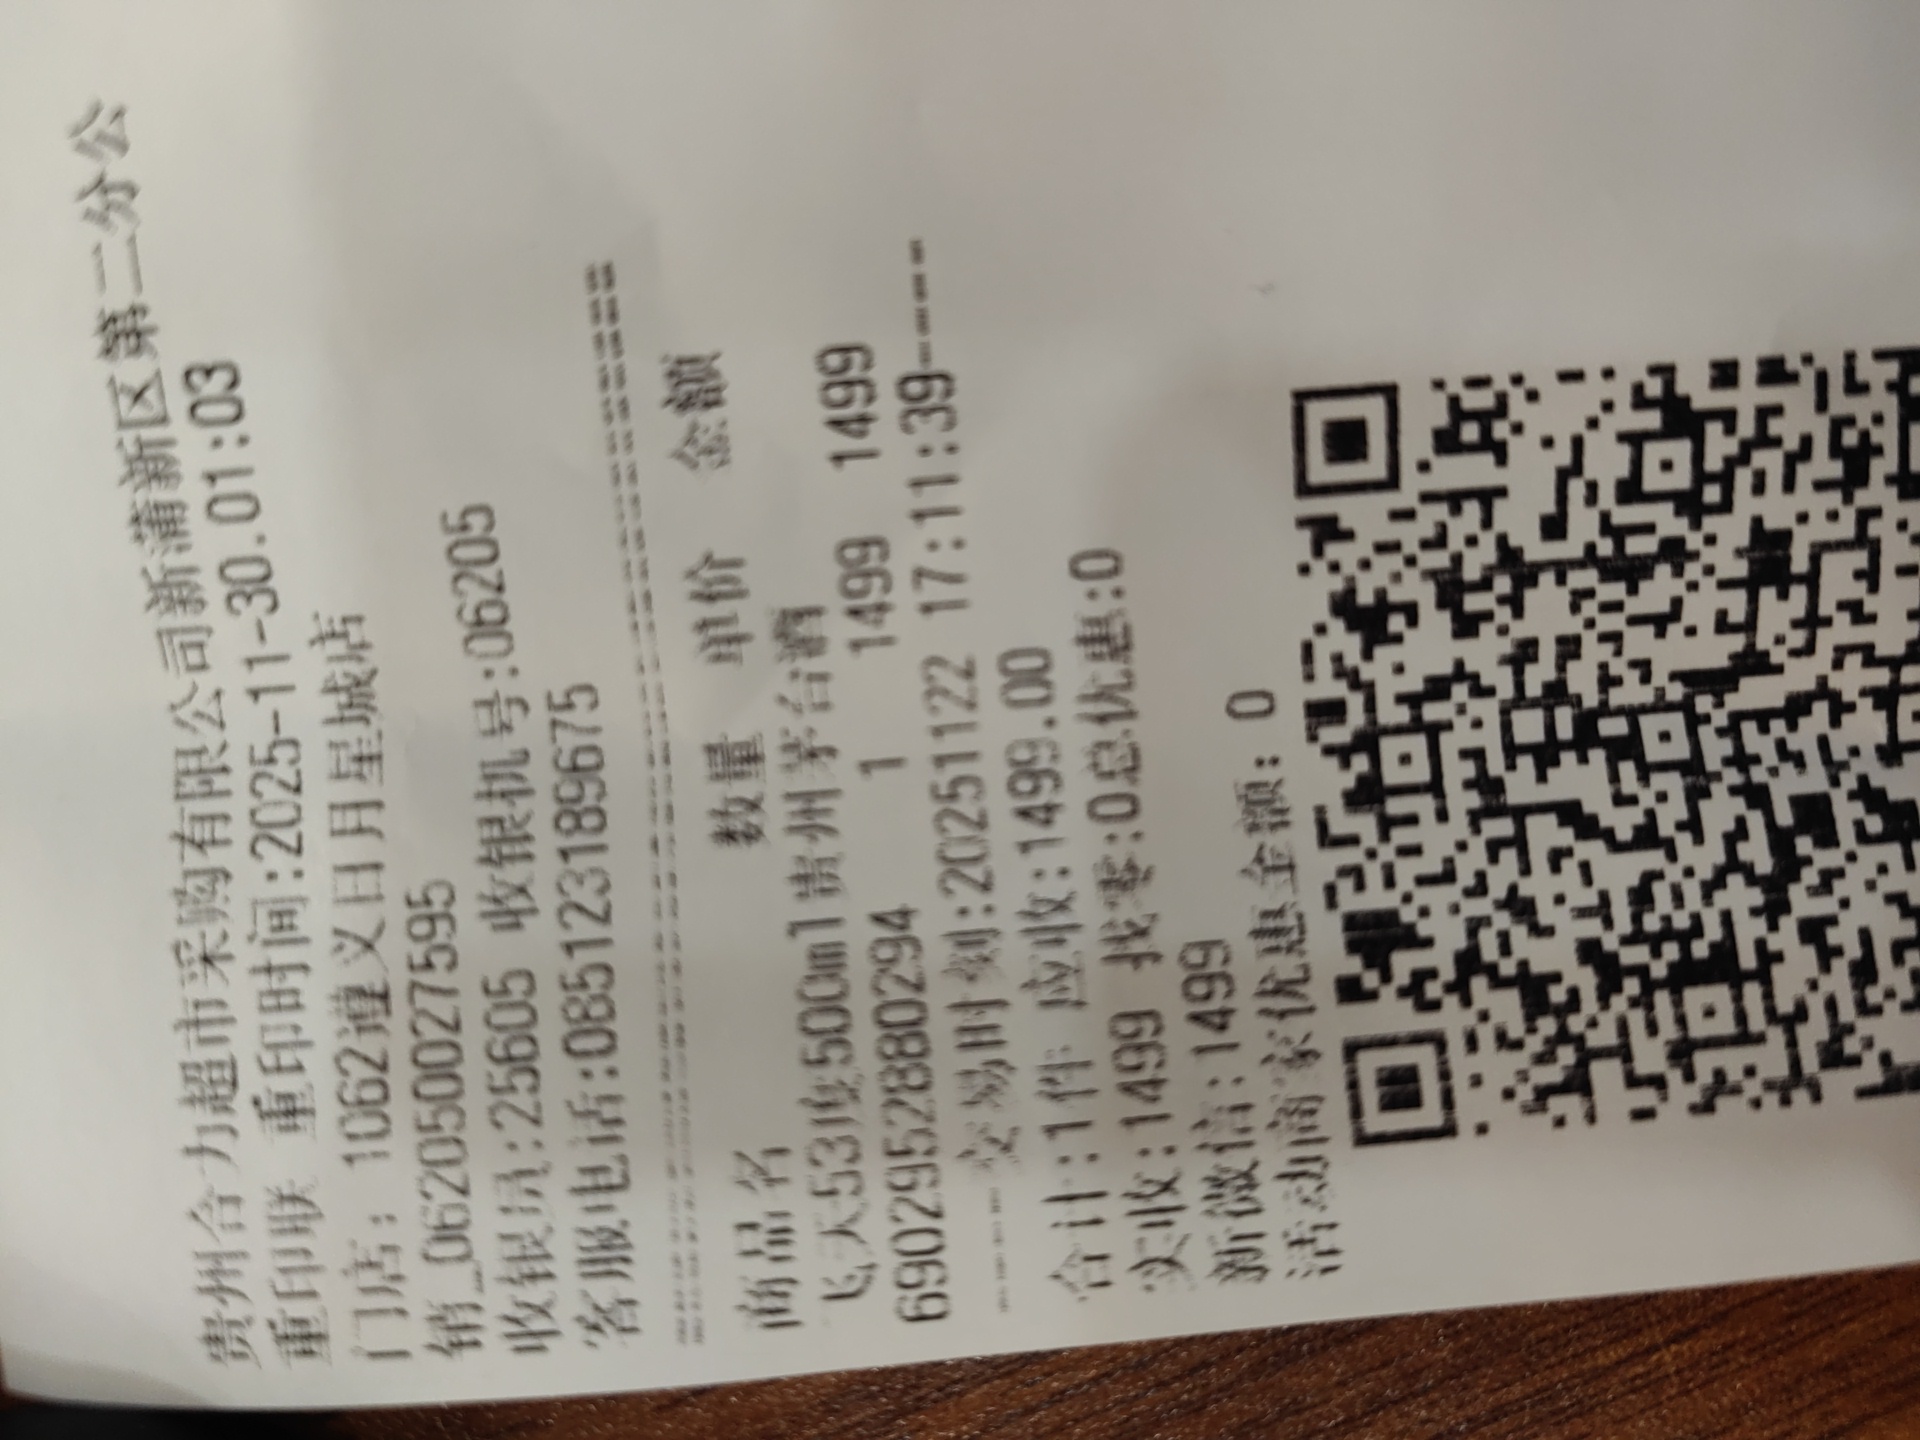 贵州合力超市采购有限公司新蒲新区第二分公
重印联 重印时间:2025-11-30.01:03
门店: 1062遵义日月星城店
销_0620500027595
收银员:25605 收银机号:06205
客服电话:085123189675
================================
商品名 数量 单价 金额
飞天53度500ml贵州茅台酒
6902952880294 1 1499 1499
----交易时刻:20251122 17:11:39----
合计:1件 应收:1499.00
实收:1499 找零:0总优惠:0
新微信:1499
活动商家优惠金额: 0